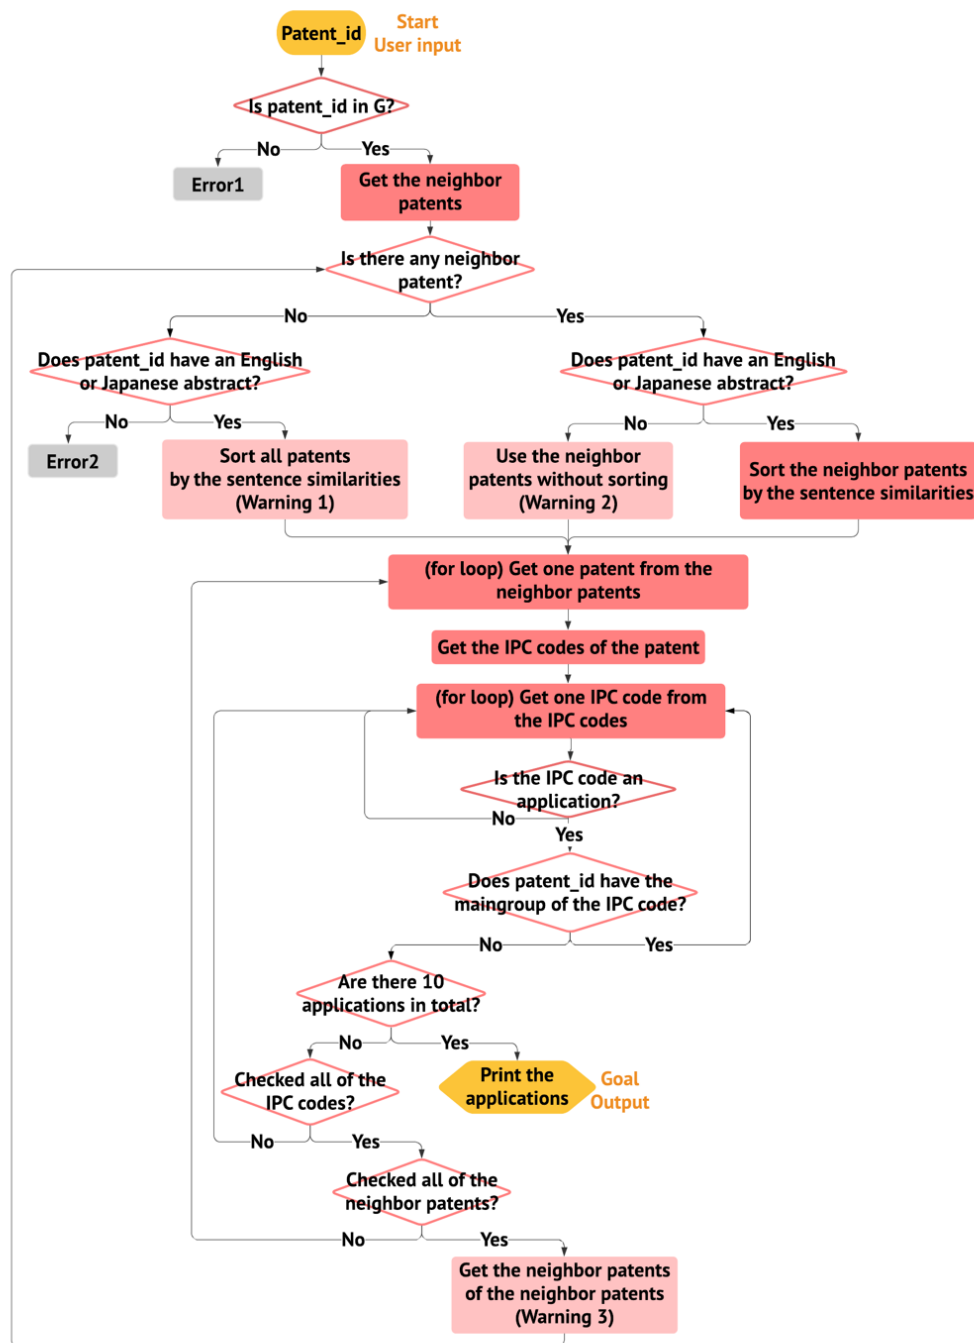 Patent_id
Start
User input
Is patent_id in G?
No
Yes
Error1
Get the neighbor
patents
Is there any neighbor
patent?
No
Yes
Does patent_id have an English
or Japanese abstract?
Does patent_id have an English
or Japanese abstract?
No
Yes
No
Yes
Error2
Sort all patents
by the sentence similarities
(Warning 1)
Use the neighbor
patents without sorting
(Warning 2)
Sort the neighbor patents
by the sentence similarities
(for loop) Get one patent from the
neighbor patents
Get the IPC codes of the patent
(for loop) Get one IPC code from
the IPC codes
Is the IPC code an
application?
No
Yes
Does patent_id have the
maingroup of the IPC code?
No
Yes
Are there 10
applications in total?
No
Yes
Checked all of the
IPC codes?
Print the
applications
Goal
Output
No
Yes
Checked all of the
neighbor patents?
No
Yes
Get the neighbor patents
of the neighbor patents
(Warning 3)